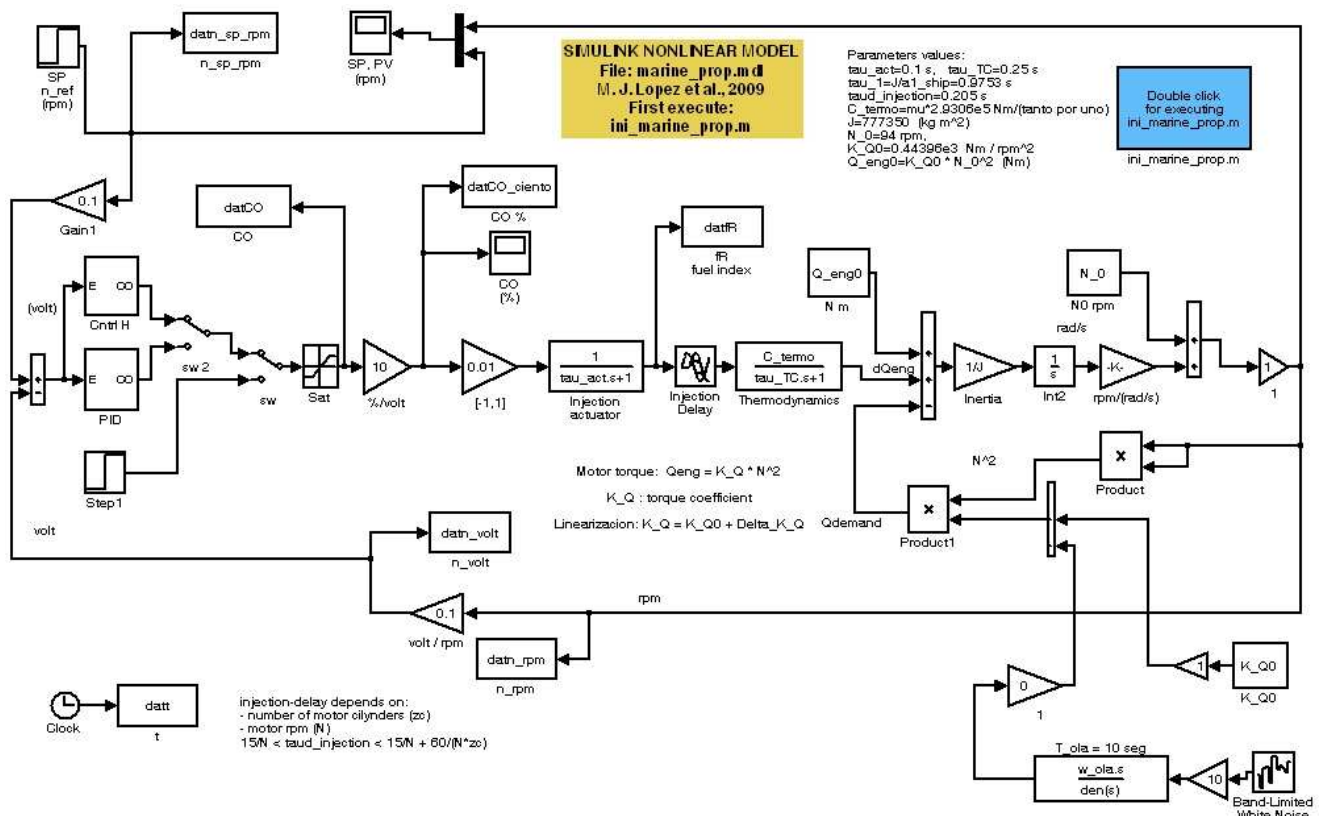 SP
n_ref
(rpm)
datn_sp_rpm
n_sp_rpm
SP, PV
(rpm)
SIMULINK NONLINEAR MODEL
File: marine_prop.mdl
M. J. Lopez et al., 2009
First execute:
ini_marine_prop.m
Parameters values:
tau_act=0.1 s, tau_TC=0.25 s
tau_1=J/a1_ship=0.9753 s
taud_injection=0.205 s
C_termo=mu*2.9306e5 Nm/(tanto por uno)
J=777350 (kg m^2)
N_0=94 rpm,
K_Q0=0.44396e3 Nm / rpm^2
Q_eng0=K_Q0 * N_0^2 (Nm)
Double click
for executing
ini_marine_prop.m
ini_marine_prop.m
0.1
Gain1
datCO
CO
datCO_ciento
CO %
CO
(%)
datfR
fR
fuel index
Q_eng0
N m
N_0
N0 rpm
rad/s
(volt)
E CO
Cntrl H
E CO
PID
sw 2
sw
Step1
Sat
10
%/volt
0.01
[-1,1]
1
tau_act.s+1
Injection
actuator
Injection
Delay
C_termo
tau_TC.s+1
Thermodynamics
dQeng
+
+
-
1/J
Inertia
1
s
Int2
-K-
rpm/(rad/s)
+
+
1
1
+
-
Motor torque: Qeng = K_Q * N^2
K_Q : torque coefficient
Linearizacion: K_Q = K_Q0 + Delta_K_Q
N^2
×
Product
×
Product1
Qdemand
volt
datn_volt
n_volt
0.1
volt / rpm
rpm
datn_rpm
n_rpm
1
K_Q0
K_Q0
0
1
Clock
datt
t
injection-delay depends on:
- number of motor cilynders (zc)
- motor rpm (N)
15/N < taud_injection < 15/N + 60/(N*zc)
T_ola = 10 seg
w_ola.s
den(s)
10
Band-Limited
White Noise